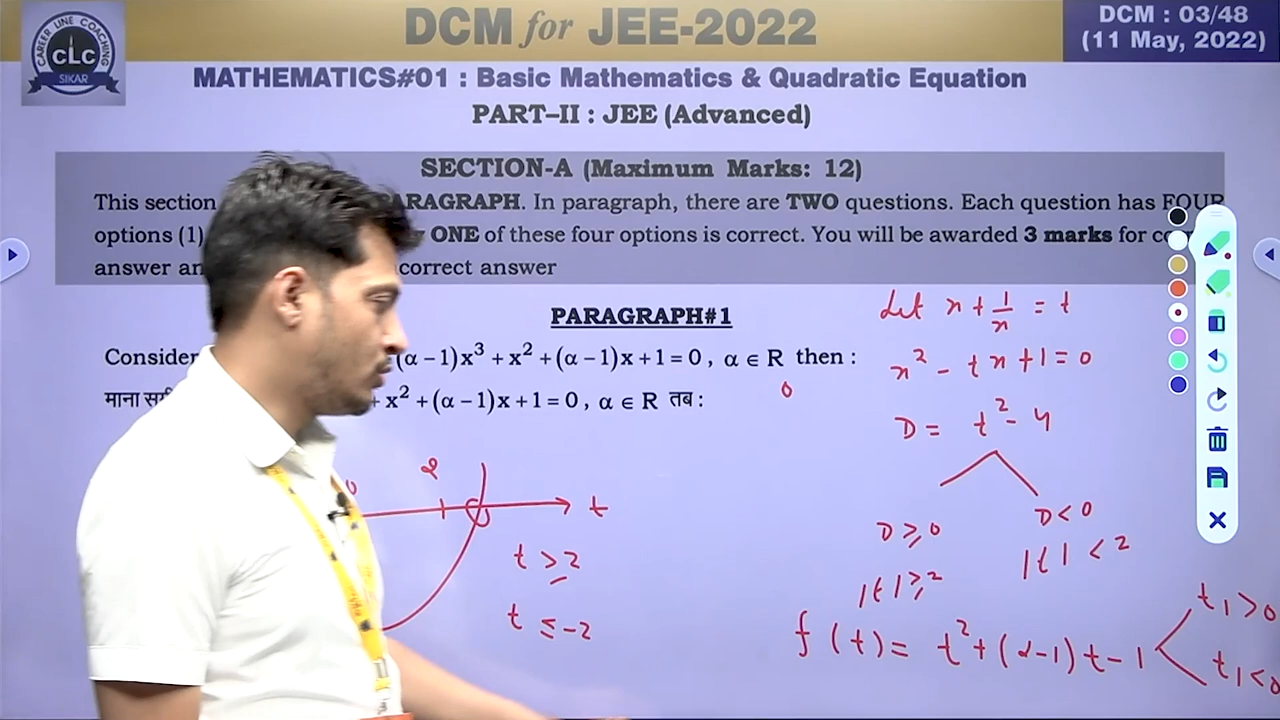 DCM for JEE-2022
DCM : 03/48
(11 May, 2022)
CAREER LINE COACHING
CLC
SIKAR
MATHEMATICS#01 : Basic Mathematics & Quadratic Equation
PART–II : JEE (Advanced)
SECTION-A (Maximum Marks: 12)
This section PARAGRAPH. In paragraph, there are TWO questions. Each question has FOUR
options (1) ONE of these four options is correct. You will be awarded 3 marks for
answer correct answer
PARAGRAPH#1
Consider (α – 1)x³ + x² + (α – 1)x + 1 = 0, α ∈ R then :
माना + x² + (α – 1)x + 1 = 0, α ∈ R तब :
Let x + 1/x = t
x² - tx + 1 = 0
0
D = t² - 4
D ≥ 0
D < 0
|t| ≥ 2
|t| < 2
f(t) = t² + (α-1)t - 1
t₁ > 0
t₁ < 0
2
t
t ≥ 2
t ≤ -2